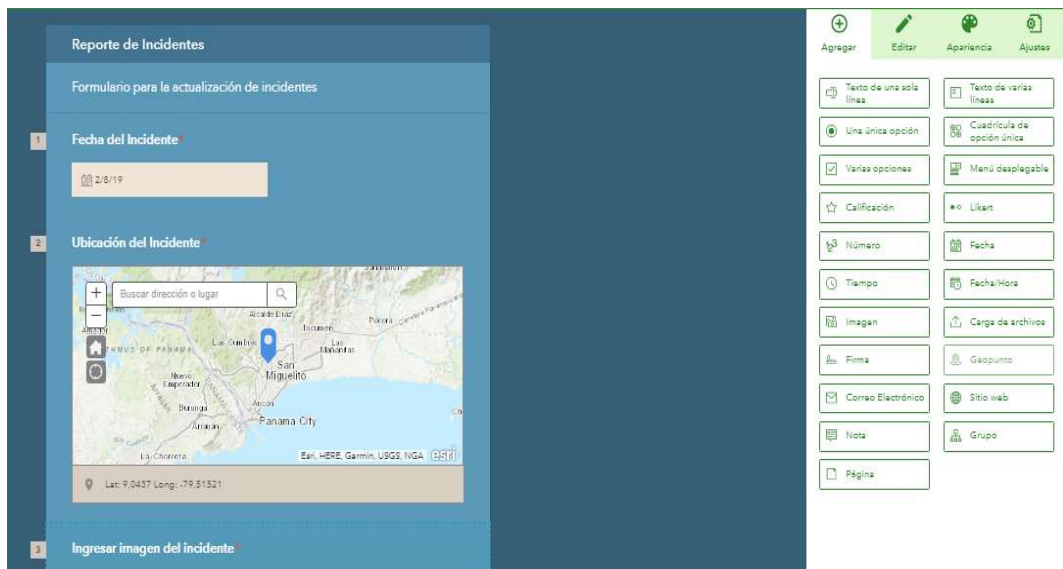 Reporte de Incidentes
Formulario para la actualización de incidentes
1 Fecha del Incidente*
2/8/19
2 Ubicación del Incidente*
+ Buscar dirección o lugar
−
Alcalde Díaz
Tocumen
Pacora
Las Cumbres
Las Mañanitas
ISTHMUS OF PANAMA
San Miguelito
Nuevo Emperador
Ancón
Burunga
Panama City
Arraiján
La Chorrera
Esri, HERE, Garmin, USGS, NGA esri
Lat: 9,0437 Long: -79,51521
3 Ingresar imagen del incidente*
Agregar Editar Apariencia Ajustes
Texto de una sola línea
Texto de varias líneas
Una única opción
Cuadrícula de opción única
Varias opciones
Menú desplegable
Calificación
Likert
Número
Fecha
Tiempo
Fecha/Hora
Imagen
Carga de archivos
Firma
Geopunto
Correo Electrónico
Sitio web
Nota
Grupo
Página